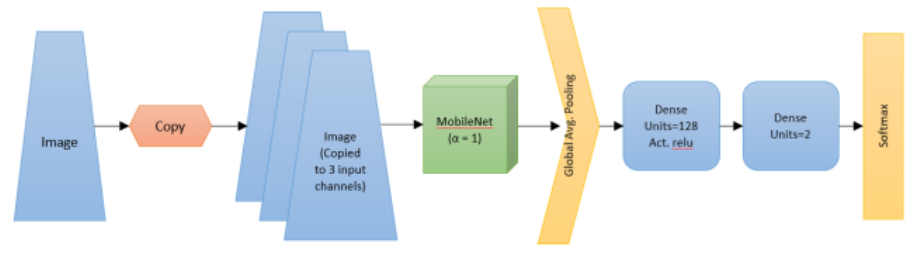 Image
Copy
Image
(Copied
to 3 input
channels)
MobileNet
(α = 1)
Global Avg. Pooling
Dense
Units=128
Act. relu
Dense
Units=2
Softmax